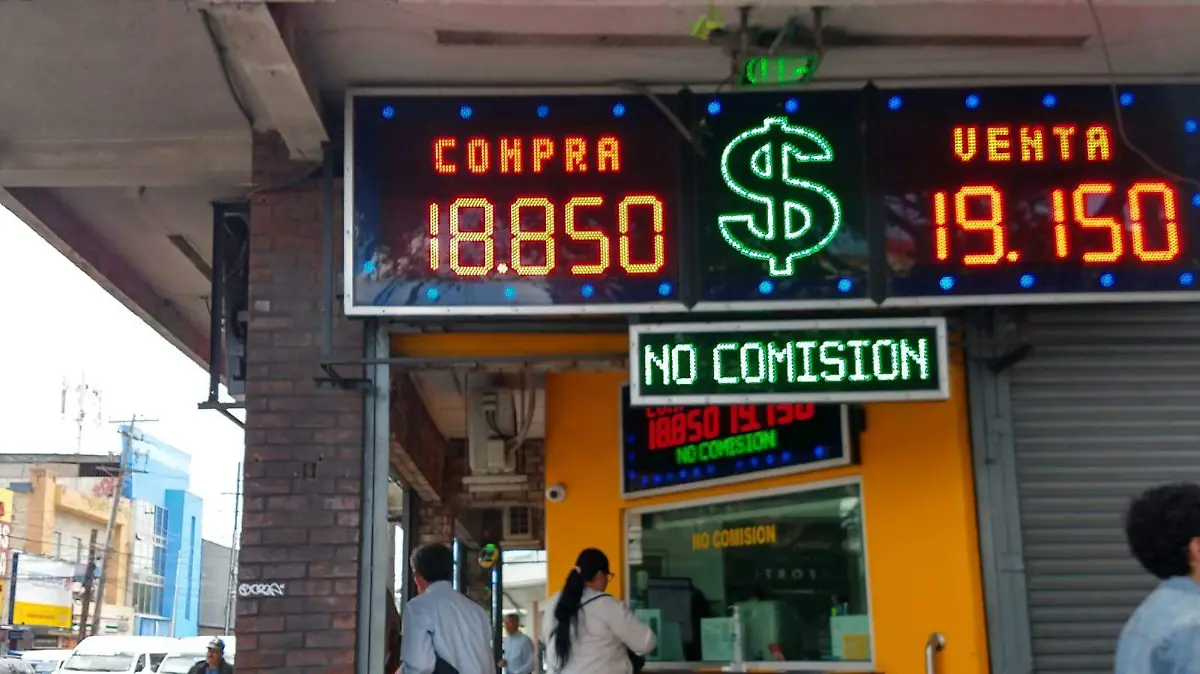 COMPRA
18.850
$
VENTA
19.150
NO COMISION
18850 19 150
NO COMISION
NO COMISION